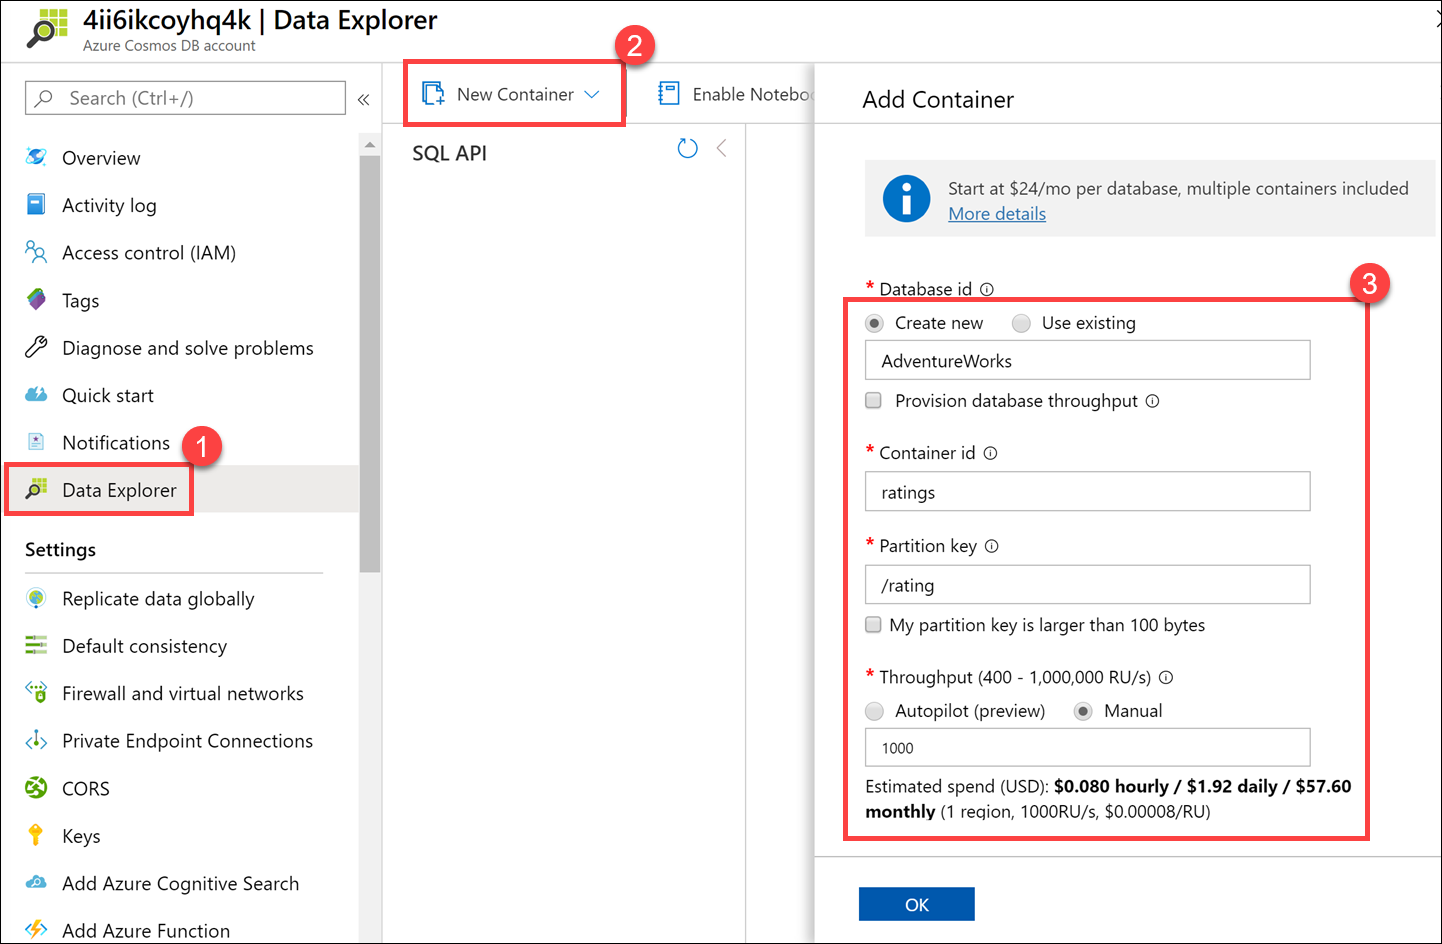 4ii6ikcoyhq4k | Data Explorer
Azure Cosmos DB account
Search (Ctrl+/)
«
Overview
Activity log
Access control (IAM)
Tags
Diagnose and solve problems
Quick start
Notifications
1
Data Explorer
Settings
Replicate data globally
Default consistency
Firewall and virtual networks
Private Endpoint Connections
CORS
Keys
Add Azure Cognitive Search
Add Azure Function
2
New Container
Enable Notebo
SQL API
Add Container
Start at $24/mo per database, multiple containers included
More details
3
* Database id
Create new Use existing
AdventureWorks
Provision database throughput
* Container id
ratings
* Partition key
/rating
My partition key is larger than 100 bytes
* Throughput (400 - 1,000,000 RU/s)
Autopilot (preview) Manual
1000
Estimated spend (USD): $0.080 hourly / $1.92 daily / $57.60
monthly (1 region, 1000RU/s, $0.00008/RU)
OK